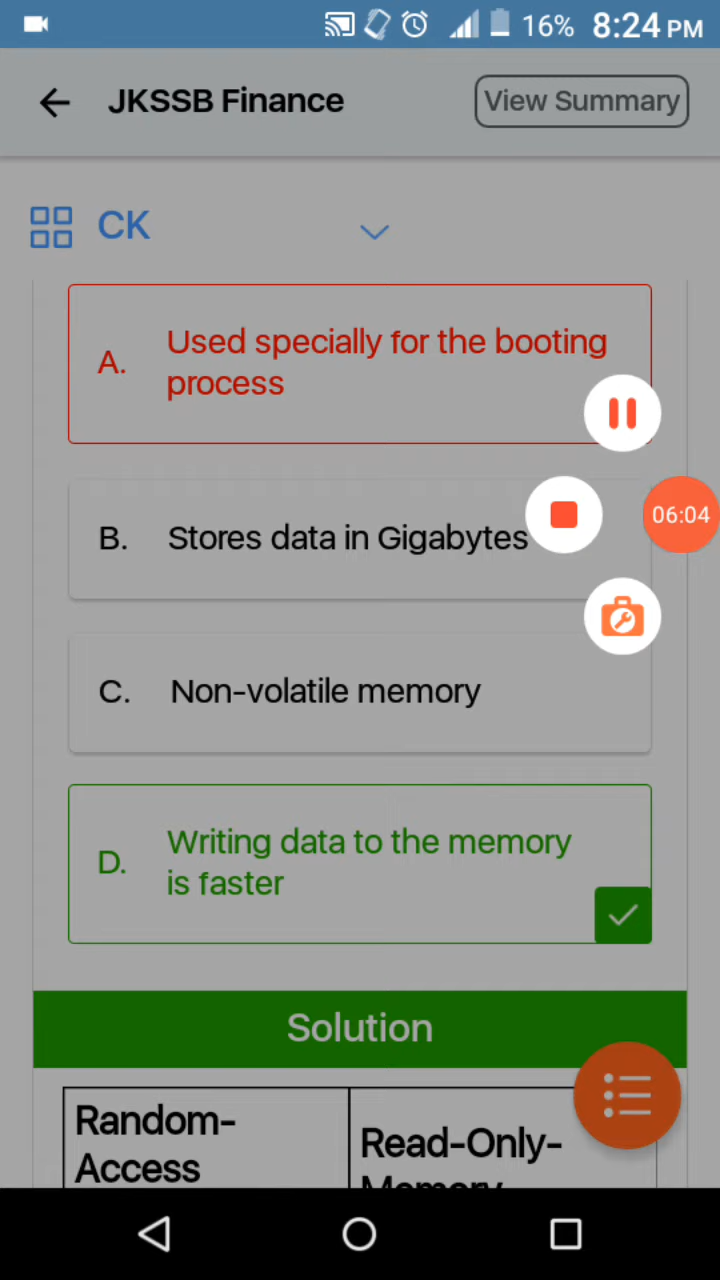 16% 8:24 PM
JKSSB Finance
View Summary
CK
A. Used specially for the booting
process
B. Stores data in Gigabytes
06:04
C. Non-volatile memory
D. Writing data to the memory
is faster
Solution
Random-
Access
Read-Only-
Memory